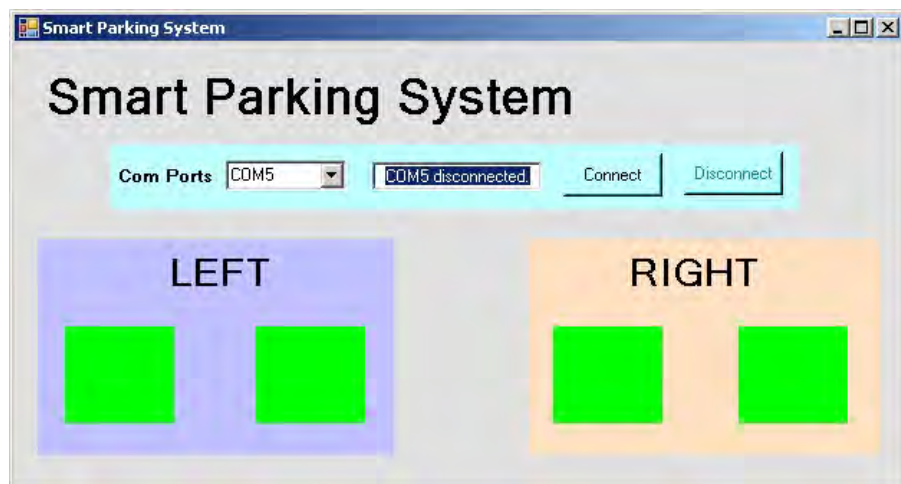 Smart Parking System
Smart Parking System
Com Ports COM5 COM5 disconnected. Connect Disconnect
LEFT RIGHT